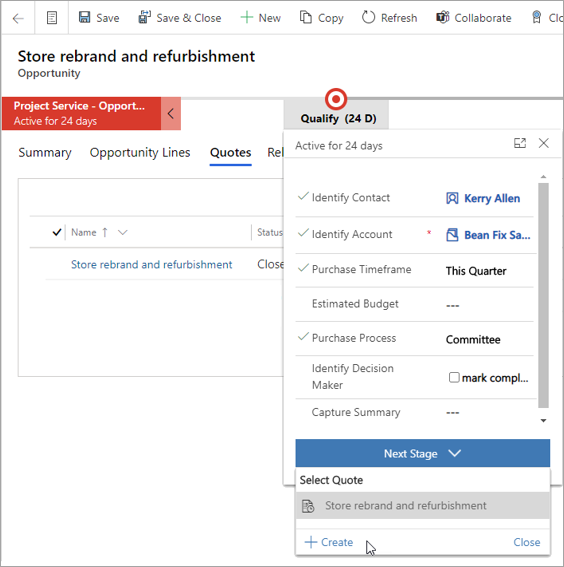 Save Save & Close New Copy Refresh Collaborate Clo
Store rebrand and refurbishment
Opportunity
Project Service - Opport...
Active for 24 days
Qualify (24 D)
Summary Opportunity Lines Quotes Rel
Active for 24 days
Name Status
Store rebrand and refurbishment Close
Identify Contact Kerry Allen
Identify Account * Bean Fix Sa...
Purchase Timeframe This Quarter
Estimated Budget ---
Purchase Process Committee
Identify Decision
Maker
mark compl...
Capture Summary ---
Next Stage
Select Quote
Store rebrand and refurbishment
+ Create Close